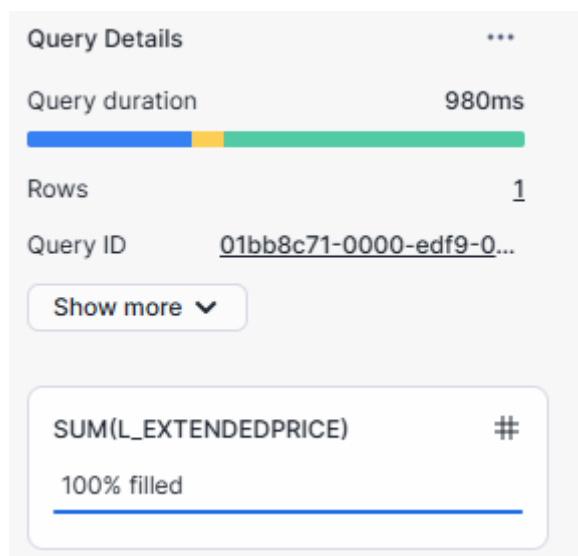 Query Details ...
Query duration 980ms
Rows 1
Query ID 01bb8c71-0000-edf9-0...
Show more
SUM(L_EXTENDEDPRICE) #
100% filled